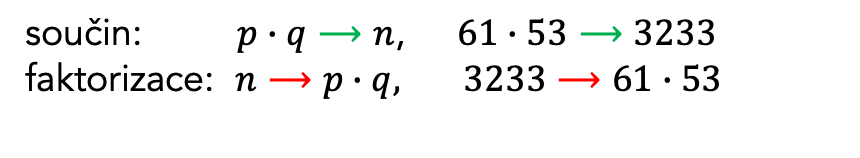 součin: p · q ⟶ n, 61 · 53 ⟶ 3233
faktorizace: n ⟶ p · q, 3233 ⟶ 61 · 53